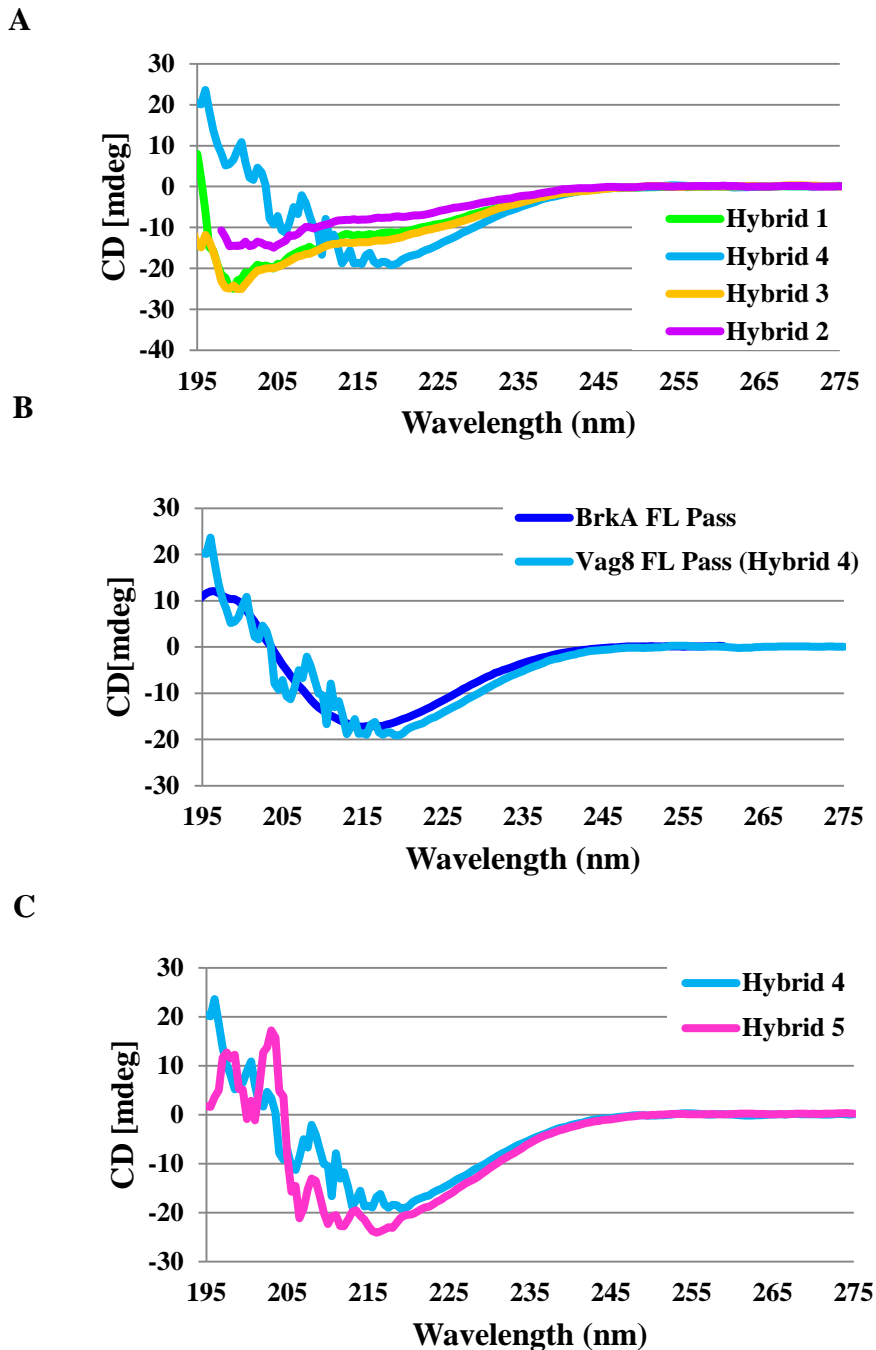 A
30
20
10
0
-10
-20
-30
-40
CD [mdeg]
Hybrid 1
Hybrid 4
Hybrid 3
Hybrid 2
195 205 215 225 235 245 255 265 275
Wavelength (nm)
B
30
20
10
0
-10
-20
-30
CD[mdeg]
BrkA FL Pass
Vag8 FL Pass (Hybrid 4)
195 205 215 225 235 245 255 265 275
Wavelength (nm)
C
30
20
10
0
-10
-20
-30
CD [mdeg]
Hybrid 4
Hybrid 5
195 205 215 225 235 245 255 265 275
Wavelength (nm)